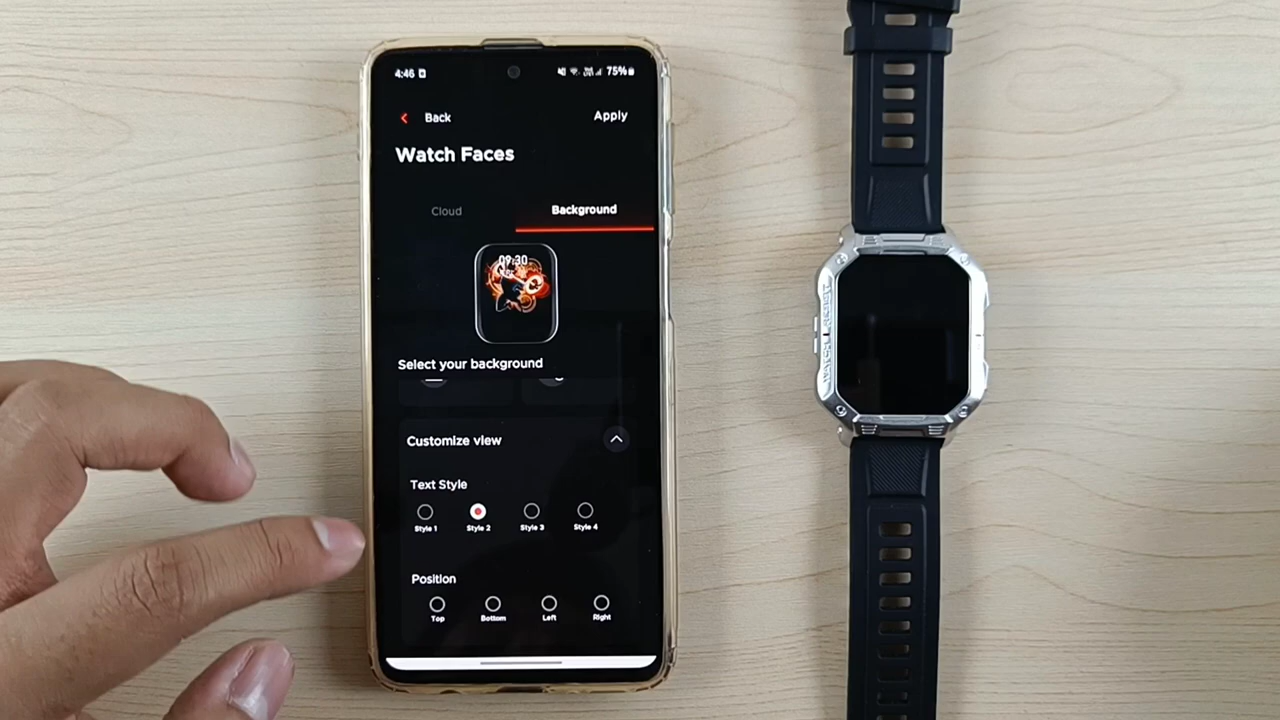 4:46 75%
Back Apply
Watch Faces
Cloud Background
09:30
Select your background
Customize view
Text Style
Style 1 Style 2 Style 3 Style 4
Position
Top Bottom Left Right